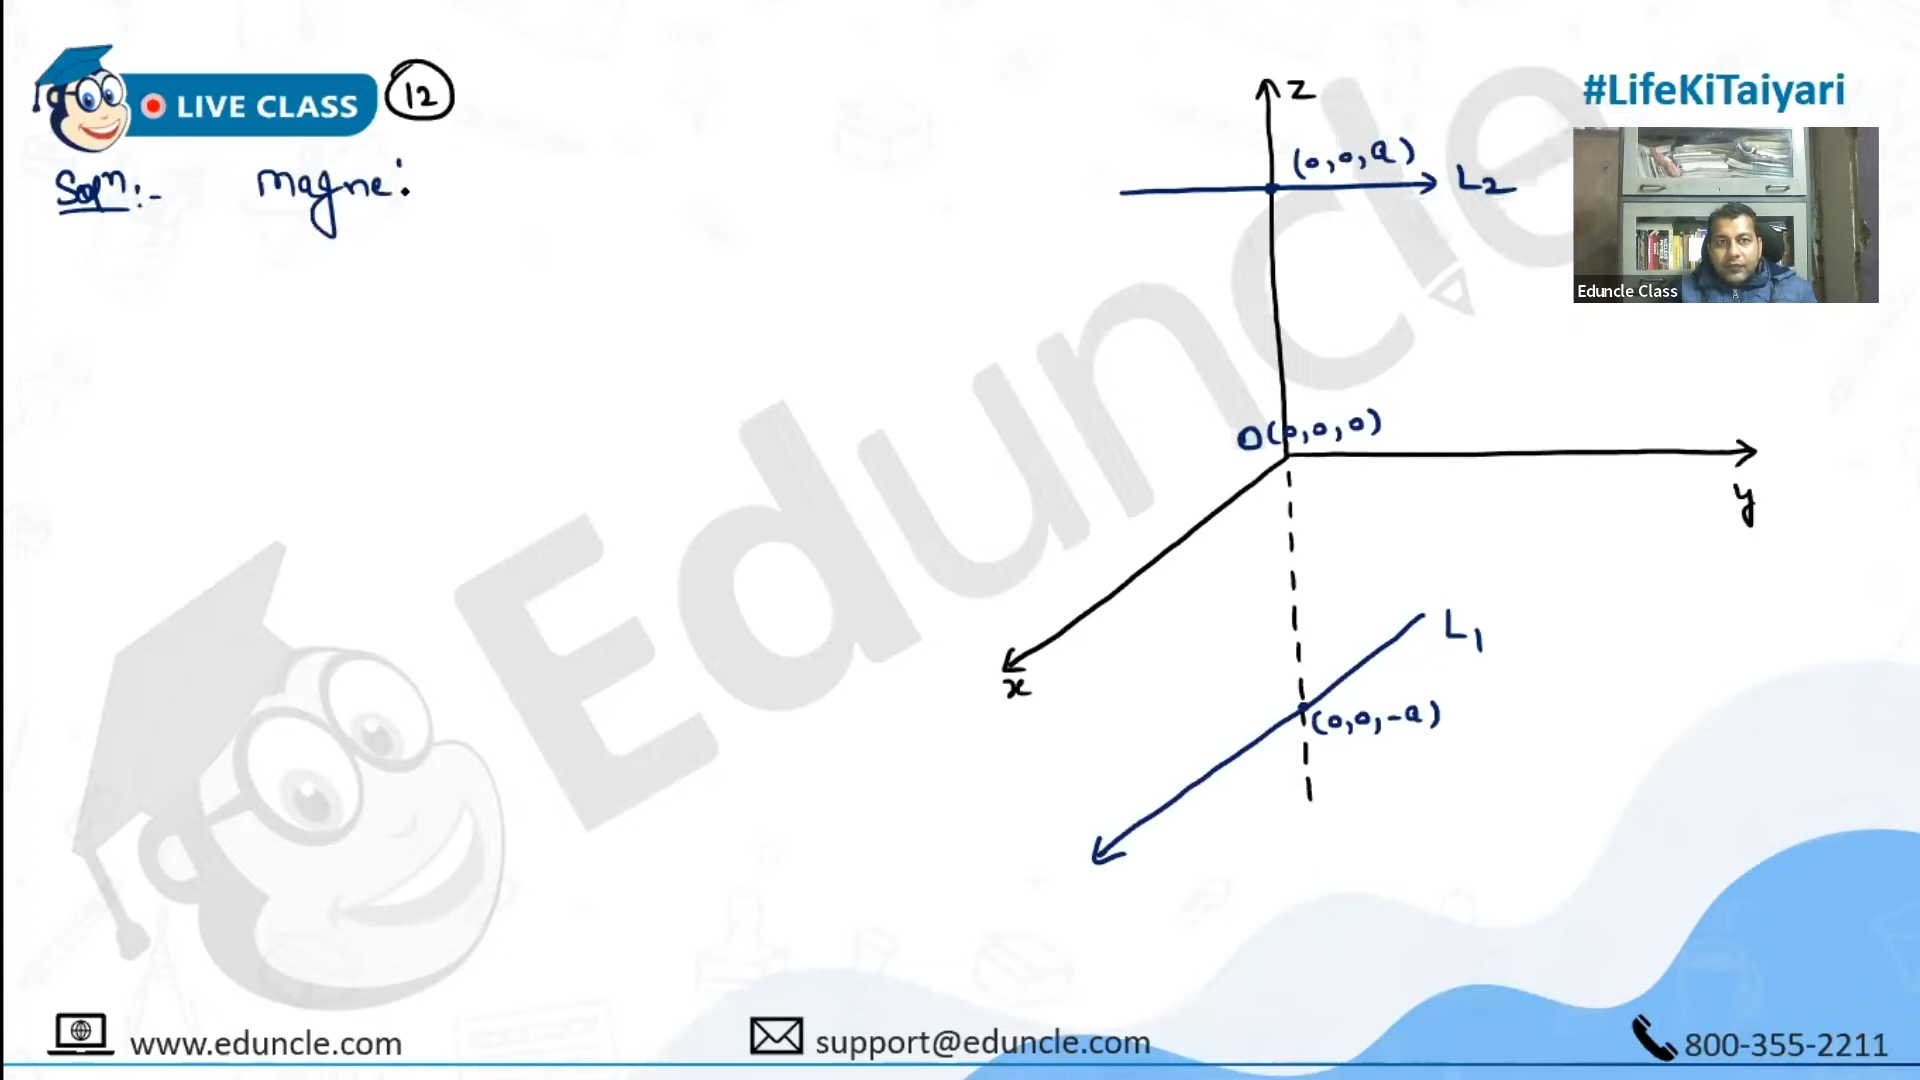 LIVE CLASS
12
#LifeKiTaiyari
Solⁿ:- Magne
z
(0,0,a)
L2
Eduncle Class
O(0,0,0)
y
x
L1
(0,0,-a)
Eduncle
www.eduncle.com
support@eduncle.com
800-355-2211